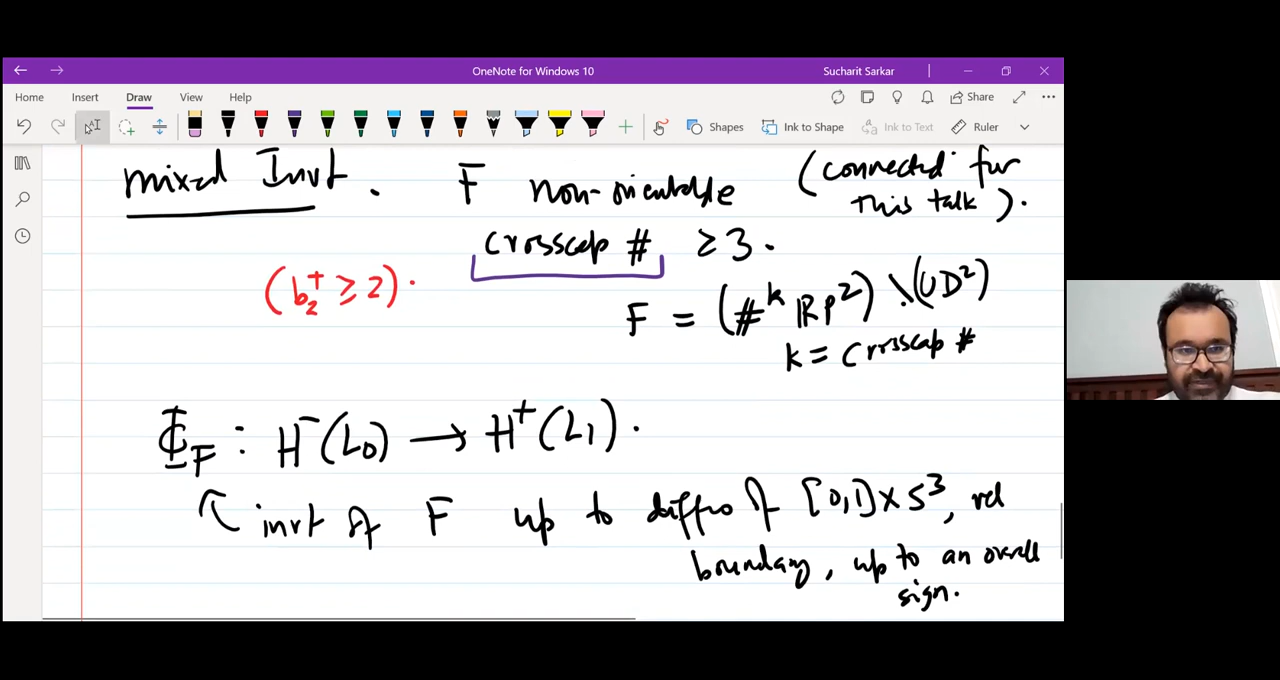 OneNote for Windows 10
Sucharit Sarkar
Home Insert Draw View Help
Share
Shapes
Ink to Shape
Ink to Text
Ruler
mixed Invt. F non-orientable (connected for this talk).
crosscap # ≥ 3.
(b₂⁺ ≥ 2).
F = (#ᵏ RP²) \ (∪D²)
k = crosscap #
Φ_F : H⁻(L₀) → H⁺(L₁).
invt of F up to diffeo of [0,1] × S³, rel
boundary, up to an overall
sign.